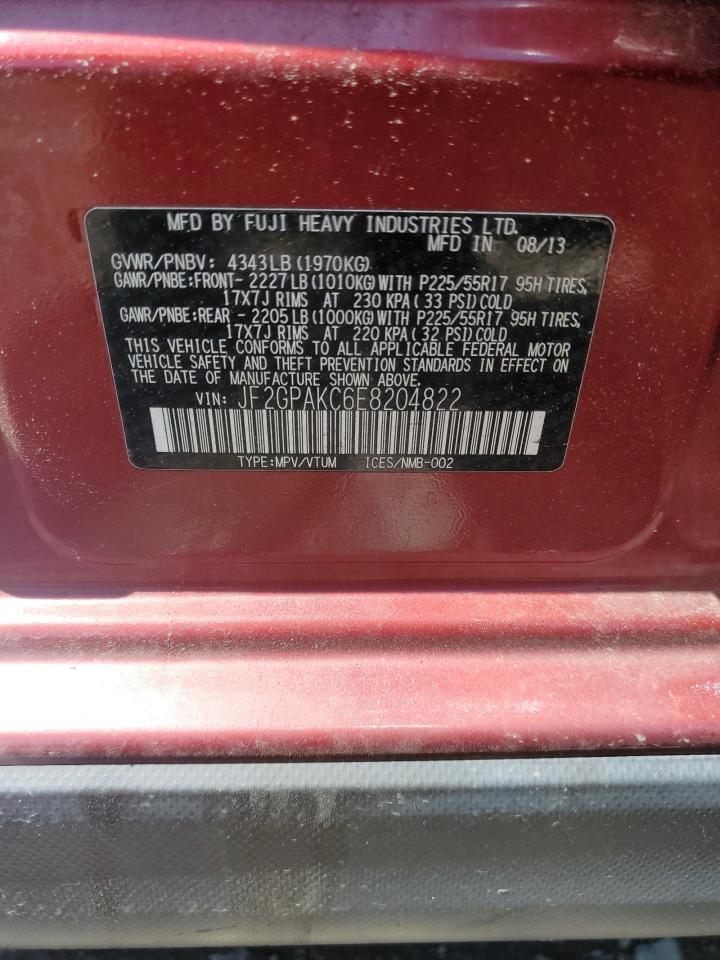 MFD BY FUJI HEAVY INDUSTRIES LTD.
MFD IN 08/13
GVWR/PNBV: 4343LB (1970KG)
GAWR/PNBE:FRONT- 2227LB (1010KG) WITH P225/55R17 95H TIRES,
17X7J RIMS AT 230 KPA ( 33 PSI) COLD
GAWR/PNBE:REAR - 2205LB (1000KG) WITH P225/55R17 95H TIRES,
17X7J RIMS AT 220 KPA ( 32 PSI) COLD
THIS VEHICLE CONFORMS TO ALL APPLICABLE FEDERAL MOTOR
VEHICLE SAFETY AND THEFT PREVENTION STANDARDS IN EFFECT ON
THE DATE OF MANUFACTURE SHOWN ABOVE.
VIN: JF2GPAKC6E8204822
TYPE:MPV/VTUM ICES/NMB-002